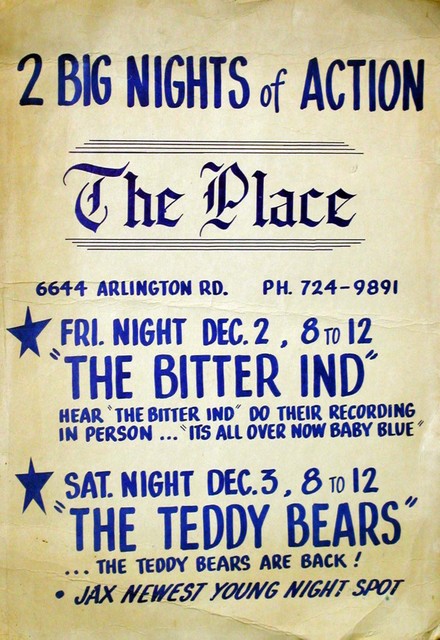 2 BIG NIGHTS of ACTION
The Place
6644 ARLINGTON RD. PH. 724-9891
FRI. NIGHT DEC. 2, 8 TO 12
"THE BITTER IND"
HEAR "THE BITTER IND" DO THEIR RECORDING
IN PERSON ... "ITS ALL OVER NOW BABY BLUE"
SAT. NIGHT DEC. 3, 8 TO 12
"THE TEDDY BEARS"
... THE TEDDY BEARS ARE BACK!
• JAX NEWEST YOUNG NIGHT SPOT